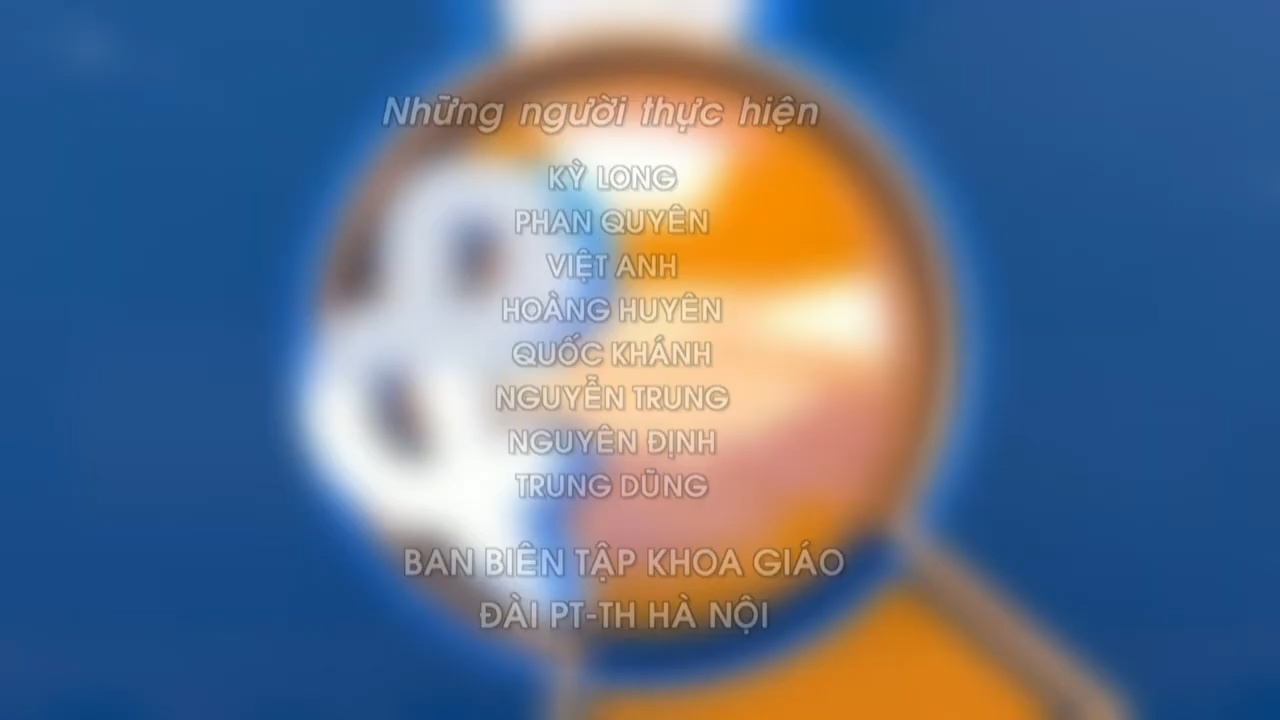 Những người thực hiện
KỲ LONG
PHAN QUYÊN
VIỆT ANH
HOÀNG HUYÊN
QUỐC KHÁNH
NGUYỄN TRUNG
NGUYÊN ĐỊNH
TRUNG DŨNG
BAN BIÊN TẬP KHOA GIÁO
ĐÀI PT-TH HÀ NỘI